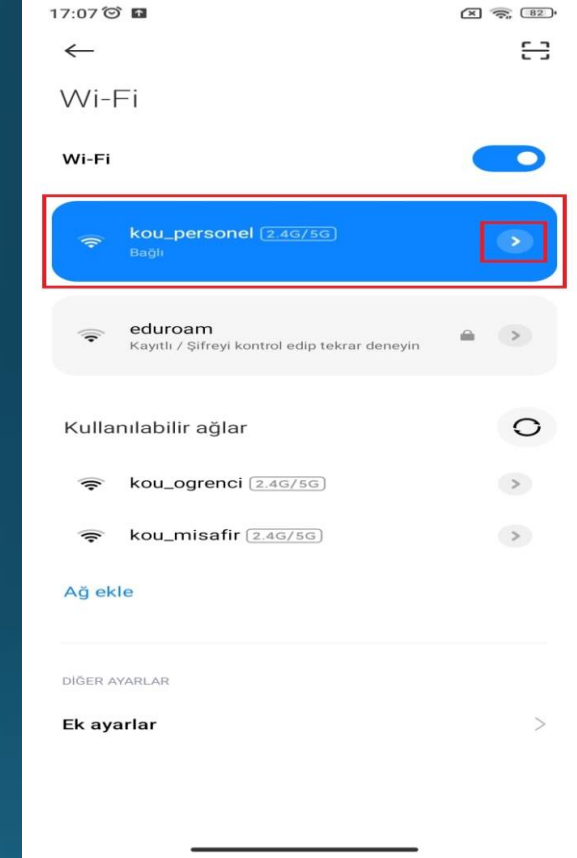 17:07
82
Wi-Fi
Wi-Fi
kou_personel 2.4G/5G
Bağlı
eduroam
Kayıtlı / Şifreyi kontrol edip tekrar deneyin
Kullanılabilir ağlar
kou_ogrenci 2.4G/5G
kou_misafir 2.4G/5G
Ağ ekle
DİĞER AYARLAR
Ek ayarlar